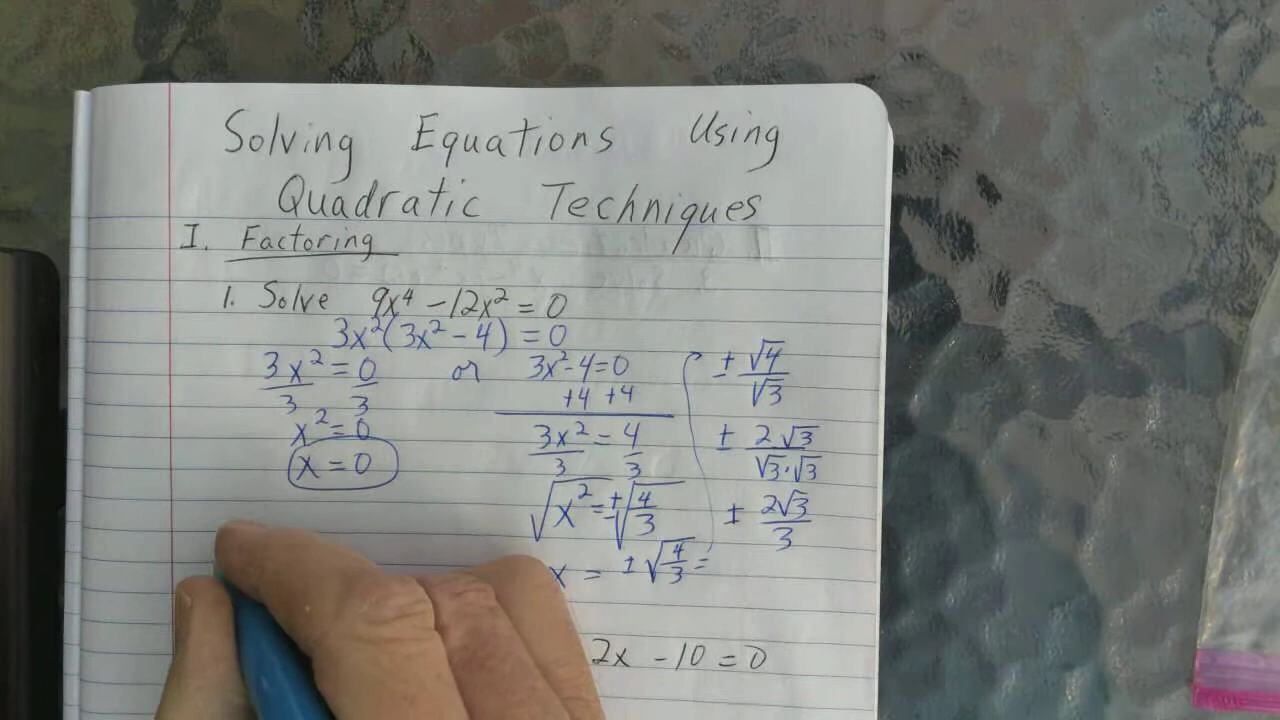 Solving Equations Using
Quadratic Techniques
I. Factoring
1. Solve 9x⁴ - 12x² = 0
3x²(3x² - 4) = 0
3x² = 0 or 3x² - 4 = 0
3 3 +4 +4
x² = 0
x = 0
3x² = 4
3 3
√x² = ±√4/3
x = ±√4/3 =
± √4/√3
± 2√3/√3·√3
± 2√3/3
2x - 10 = 0